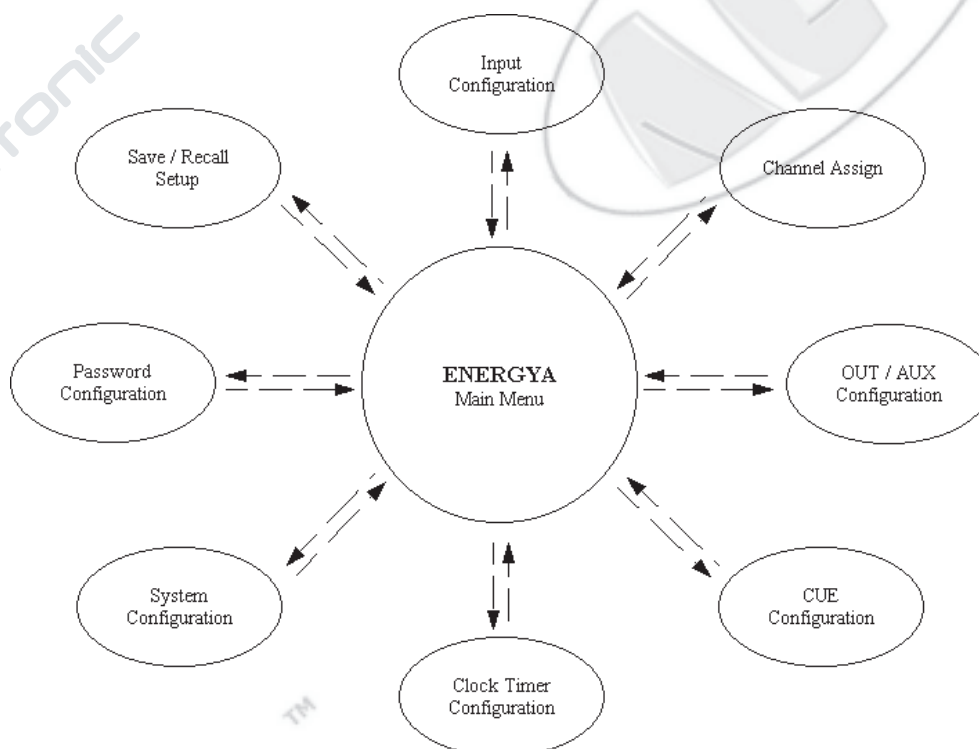 Input
Configuration
Save / Recall
Setup
Channel Assign
Password
Configuration
ENERGYA
Main Menu
OUT / AUX
Configuration
System
Configuration
CUE
Configuration
Clock Timer
Configuration
TM